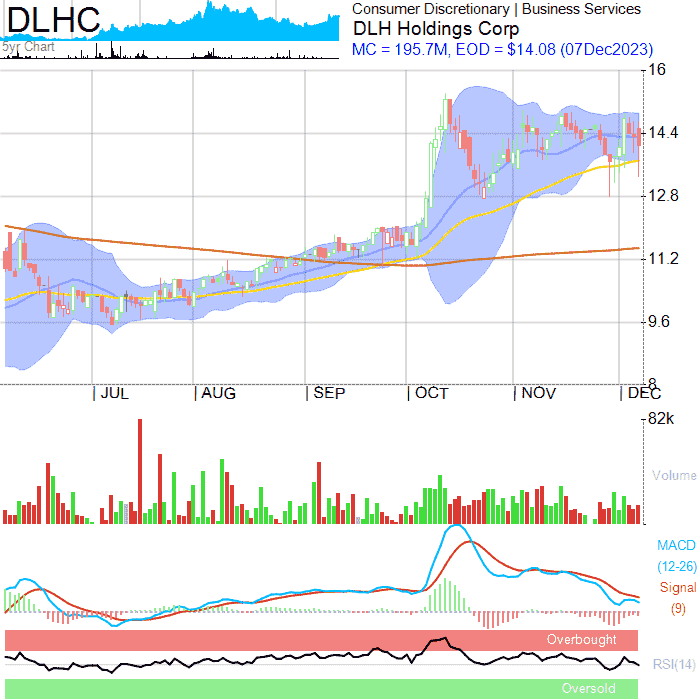 DLHC
5yr Chart
Consumer Discretionary | Business Services
DLH Holdings Corp
MC = 195.7M, EOD = $14.08 (07Dec2023)
16
14.4
12.8
11.2
9.6
8
| JUL | AUG | SEP | OCT | NOV | DEC
82k
Volume
MACD
(12-26)
Signal
(9)
Overbought
RSI(14)
Oversold